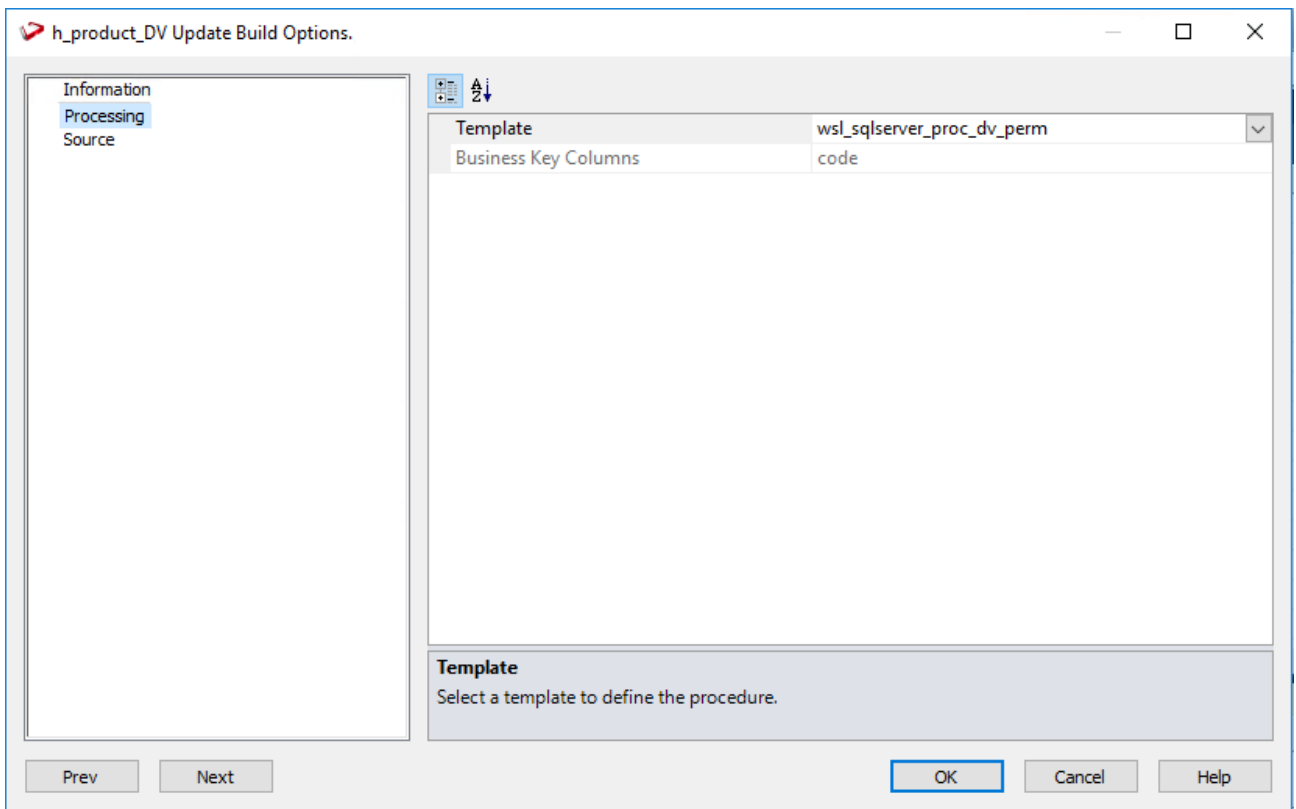 h_product_DV Update Build Options.
Information
Processing
Source
Template wsl_sqlserver_proc_dv_perm
Business Key Columns code
Template
Select a template to define the procedure.
Prev Next OK Cancel Help